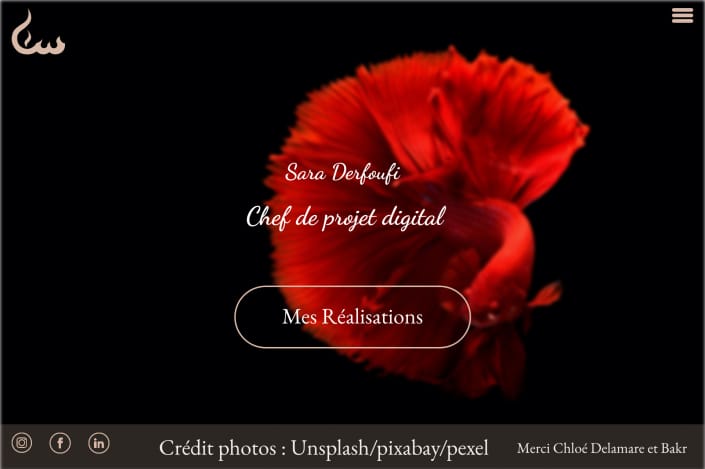 Sara Derfoufi
Chef de projet digital
Mes Réalisations
Crédit photos : Unsplash/pixabay/pexel
Merci Chloé Delamare et Bakr